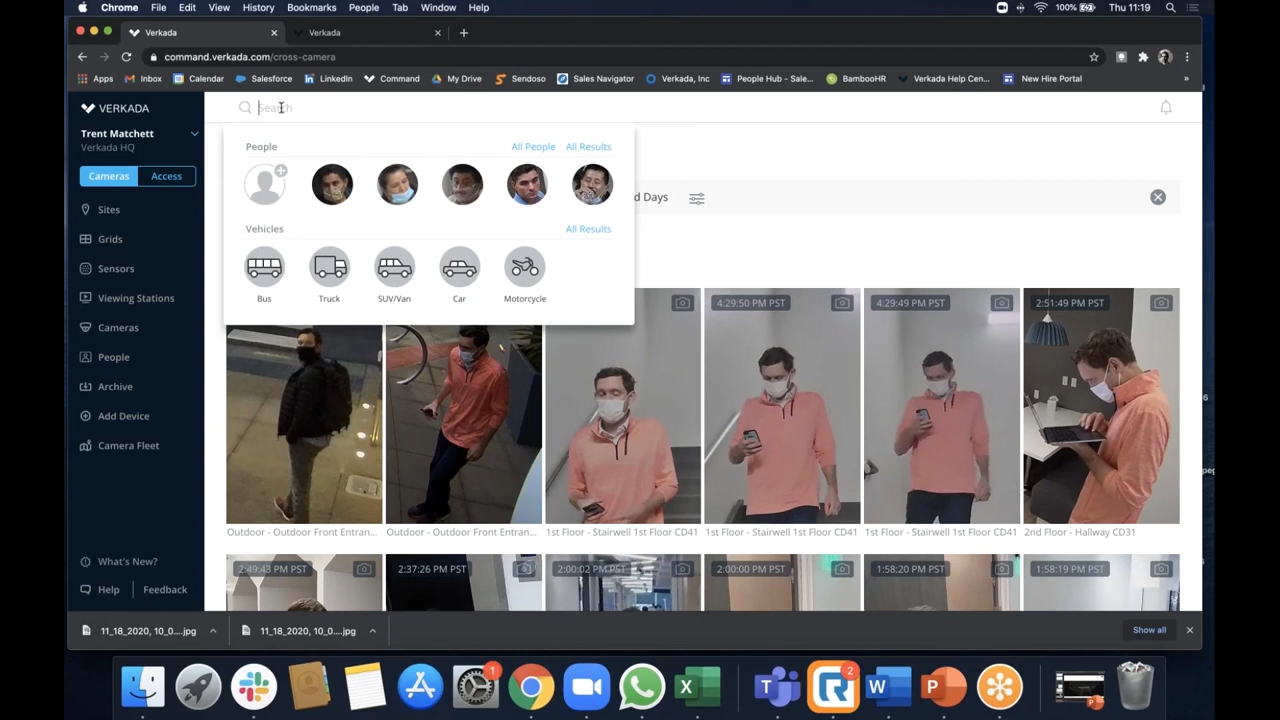 Chrome File Edit View History Bookmarks People Tab Window Help 100% Thu 11:19
Verkada Verkada
command.verkada.com/cross-camera
Apps Inbox Calendar Salesforce LinkedIn Command My Drive Sendoso Sales Navigator Verkada, Inc People Hub - Sale... BambooHR Verkada Help Cen... New Hire Portal »
VERKADA
Search
Trent Matchett
Verkada HQ
Cameras Access
People All People All Results
Sites
d Days
Grids
Vehicles All Results
Sensors
Viewing Stations
Bus Truck SUV/Van Car Motorcycle
4:29:50 PM PST 4:29:49 PM PST 2:51:49 PM PST
Cameras
People
Archive
Add Device
Camera Fleet
Outdoor - Outdoor Front Entran... Outdoor - Outdoor Front Entran... 1st Floor - Stairwell 1st Floor CD41 1st Floor - Stairwell 1st Floor CD41 1st Floor - Stairwell 1st Floor CD41 2nd Floor - Hallway CD31
What's New?
2:49:43 PM PST 2:37:26 PM PST 2:00:02 PM PST 2:00:00 PM PST 1:58:20 PM PST 1:58:19 PM PST
Help Feedback
11_18_2020, 10_0....jpg 11_18_2020, 10_0....jpg Show all
1 2